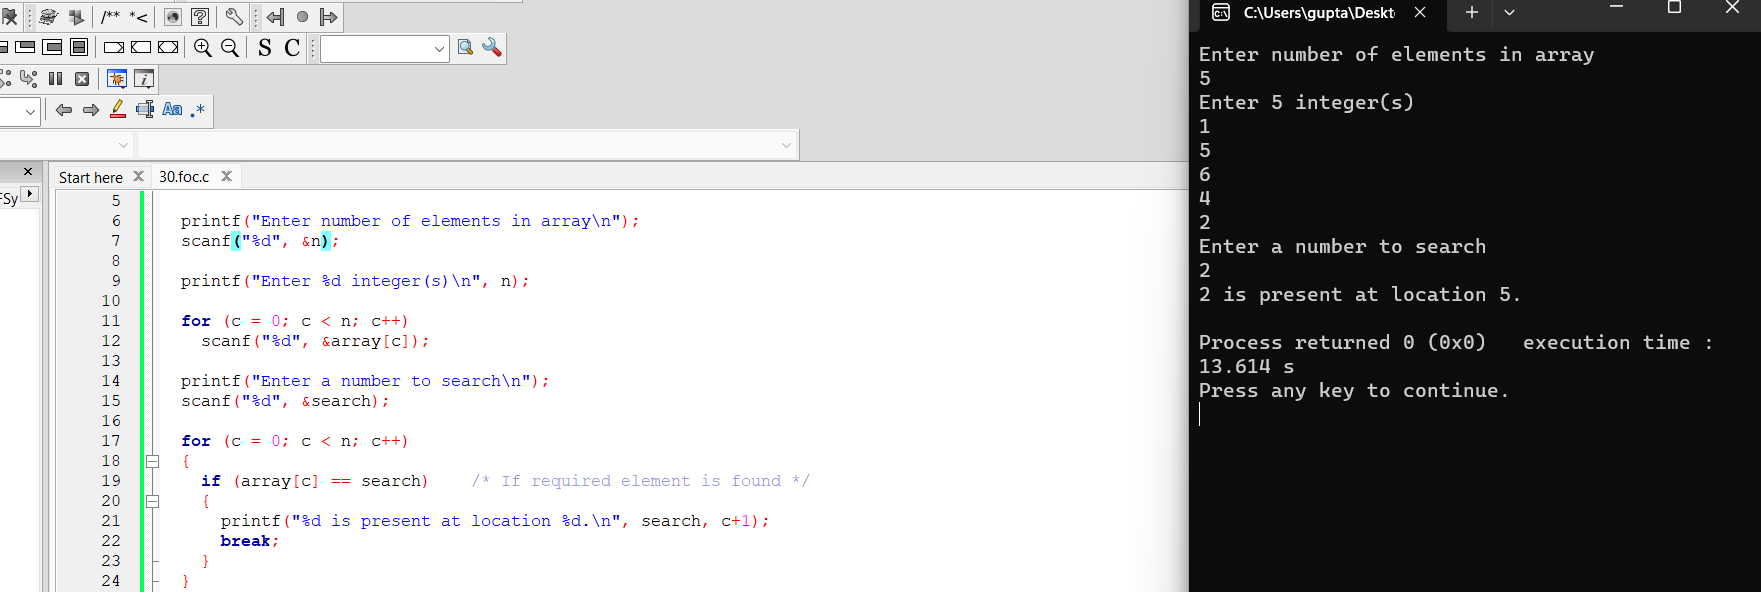 /** *<
S C
Aa .*
FSy
Start here
30.foc.c
5
6 printf("Enter number of elements in array\n");
7 scanf("%d", &n);
8
9 printf("Enter %d integer(s)\n", n);
10
11 for (c = 0; c < n; c++)
12 scanf("%d", &array[c]);
13
14 printf("Enter a number to search\n");
15 scanf("%d", &search);
16
17 for (c = 0; c < n; c++)
18 {
19 if (array[c] == search) /* If required element is found */
20 {
21 printf("%d is present at location %d.\n", search, c+1);
22 break;
23 }
24 }
C:\Users\gupta\Deskt
Enter number of elements in array
5
Enter 5 integer(s)
1
5
6
4
2
Enter a number to search
2
2 is present at location 5.
Process returned 0 (0x0) execution time :
13.614 s
Press any key to continue.